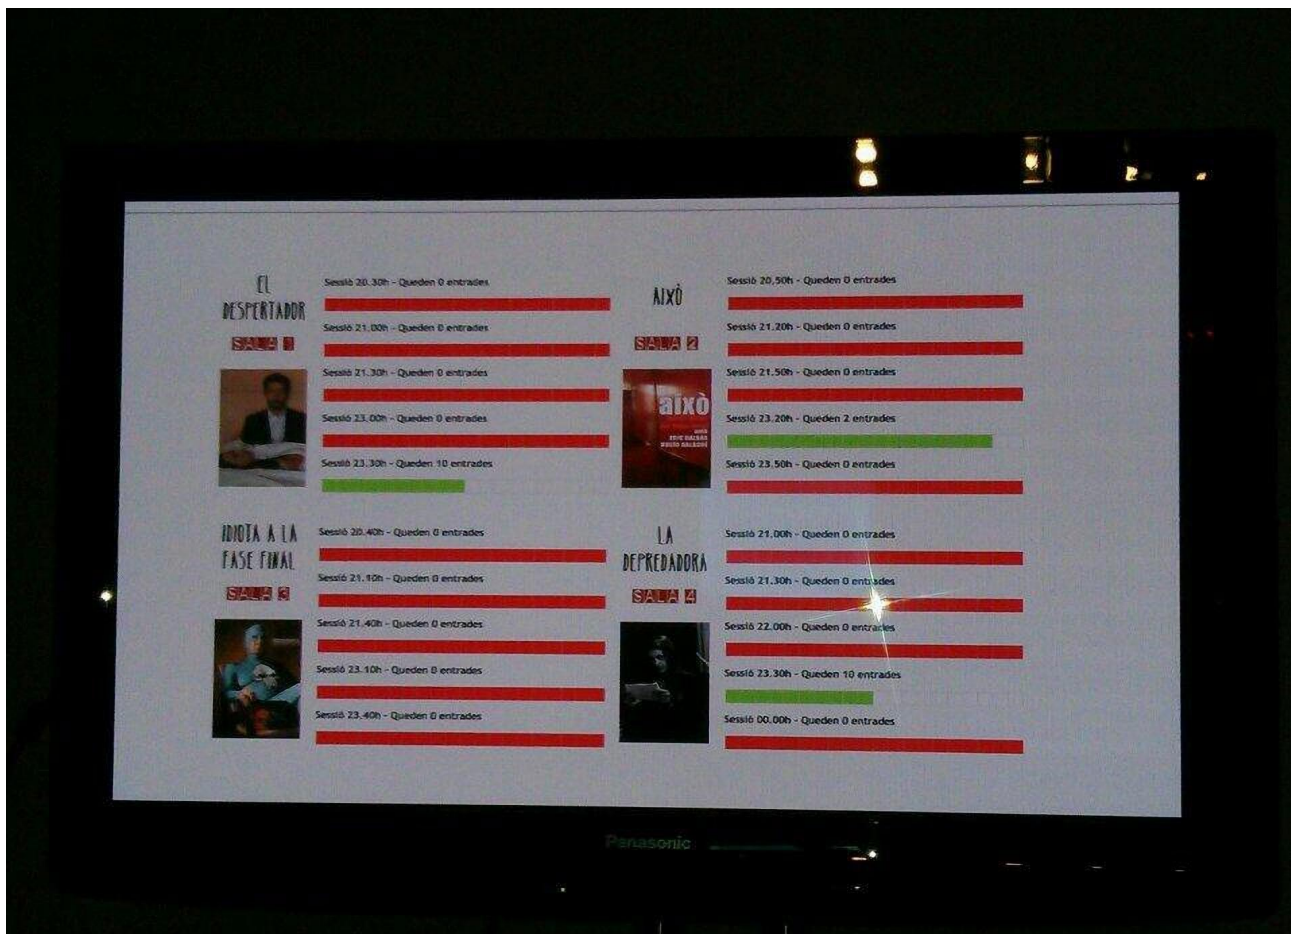 EL
DESPERTADOR
SALA 1
Sessió 20.30h - Queden 0 entrades
Sessió 21.00h - Queden 0 entrades
Sessió 21.30h - Queden 0 entrades
Sessió 23.00h - Queden 0 entrades
Sessió 23.30h - Queden 10 entrades
AIXÒ
SALA 2
això
amb
Sessió 20.50h - Queden 0 entrades
Sessió 21.20h - Queden 0 entrades
Sessió 21.50h - Queden 0 entrades
Sessió 23.20h - Queden 2 entrades
Sessió 23.50h - Queden 0 entrades
IDIOTA A LA
FASE FINAL
SALA 3
Sessió 20.40h - Queden 0 entrades
Sessió 21.10h - Queden 0 entrades
Sessió 21.40h - Queden 0 entrades
Sessió 23.10h - Queden 0 entrades
Sessió 23.40h - Queden 0 entrades
LA
DEPREDADORA
SALA 4
Sessió 21.00h - Queden 0 entrades
Sessió 21.30h - Queden 0 entrades
Sessió 22.00h - Queden 0 entrades
Sessió 23.30h - Queden 10 entrades
Sessió 00.00h - Queden 0 entrades
Panasonic